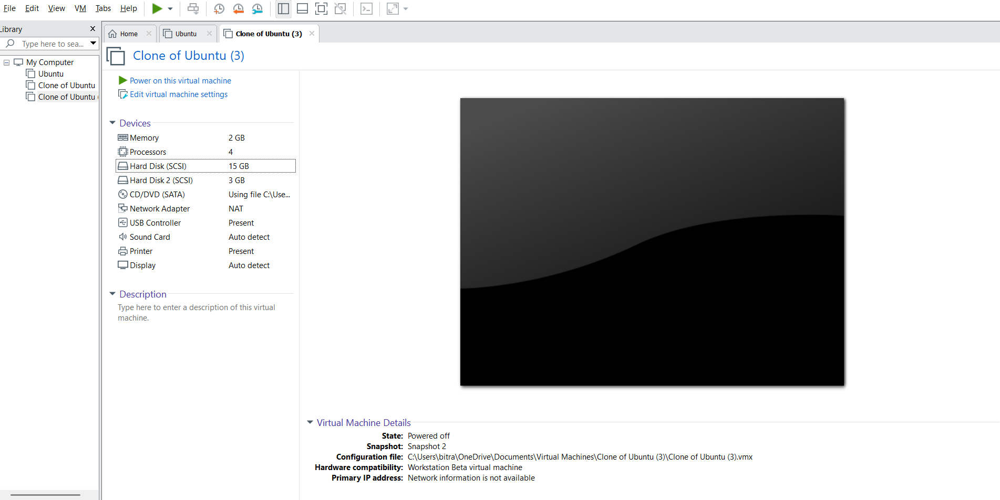 File Edit View VM Tabs Help
Library
Type here to sea...
My Computer
Ubuntu
Clone of Ubuntu
Clone of Ubuntu
Home Ubuntu Clone of Ubuntu (3)
Clone of Ubuntu (3)
Power on this virtual machine
Edit virtual machine settings
Devices
Memory 2 GB
Processors 4
Hard Disk (SCSI) 15 GB
Hard Disk 2 (SCSI) 3 GB
CD/DVD (SATA) Using file C:\Use...
Network Adapter NAT
USB Controller Present
Sound Card Auto detect
Printer Present
Display Auto detect
Description
Type here to enter a description of this virtual
machine.
Virtual Machine Details
State: Powered off
Snapshot: Snapshot 2
Configuration file: C:\Users\bitra\OneDrive\Documents\Virtual Machines\Clone of Ubuntu (3)\Clone of Ubuntu (3).vmx
Hardware compatibility: Workstation Beta virtual machine
Primary IP address: Network information is not available